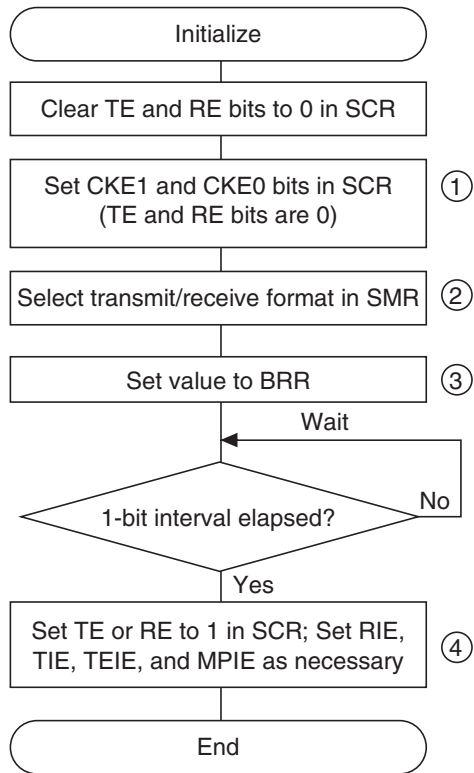 Initialize
Clear TE and RE bits to 0 in SCR
Set CKE1 and CKE0 bits in SCR
(TE and RE bits are 0)
1
Select transmit/receive format in SMR
2
Set value to BRR
3
Wait
1-bit interval elapsed?
No
Yes
Set TE or RE to 1 in SCR; Set RIE,
TIE, TEIE, and MPIE as necessary
4
End